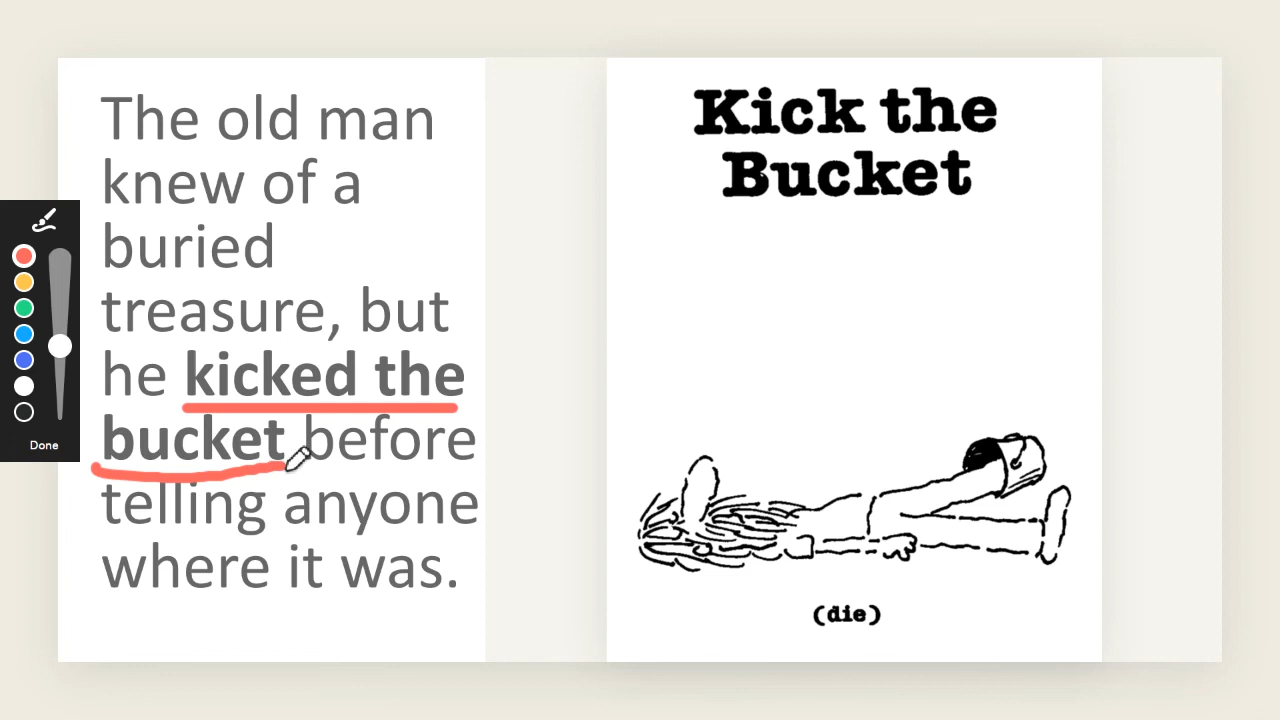 The old man
knew of a
buried
treasure, but
he kicked the
bucket before
telling anyone
where it was.
Kick the
Bucket
(die)
Done